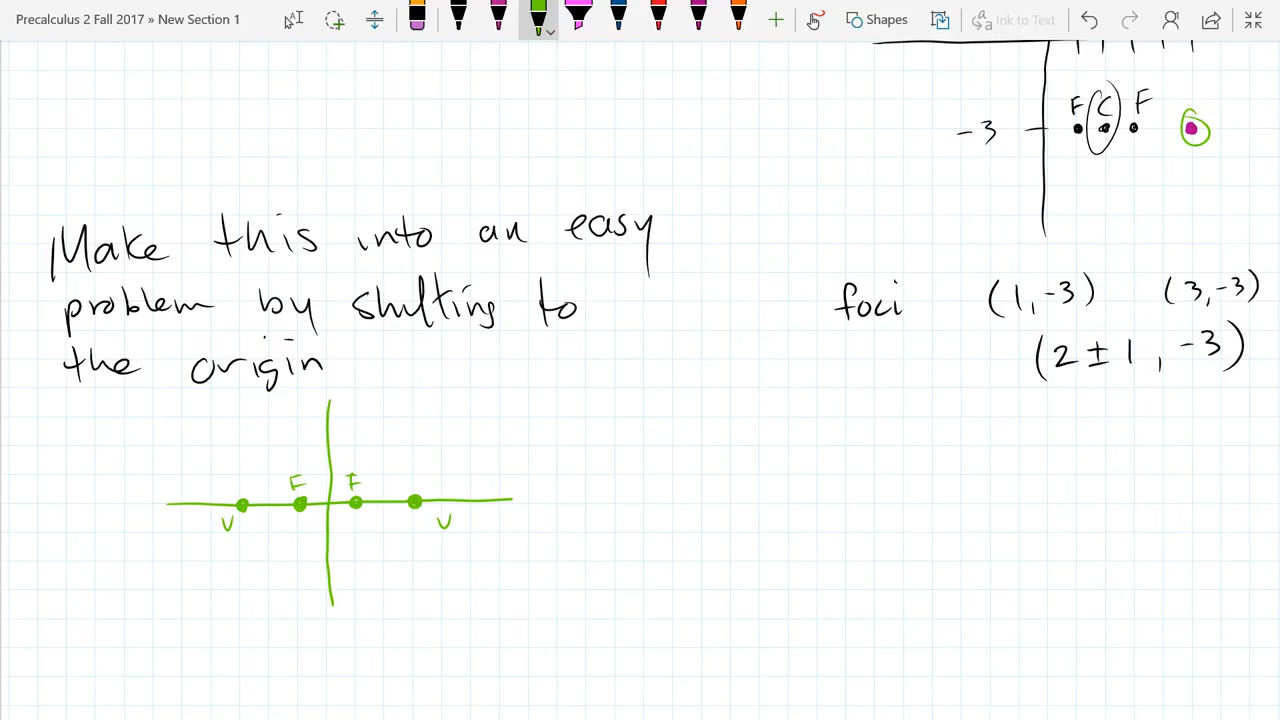 Precalculus 2 Fall 2017 » New Section 1
Shapes
Ink to Text
F C F
-3
Make this into an easy
problem by shifting to
the origin
foci (1,-3) (3,-3)
(2 ± 1, -3)
F F
V V